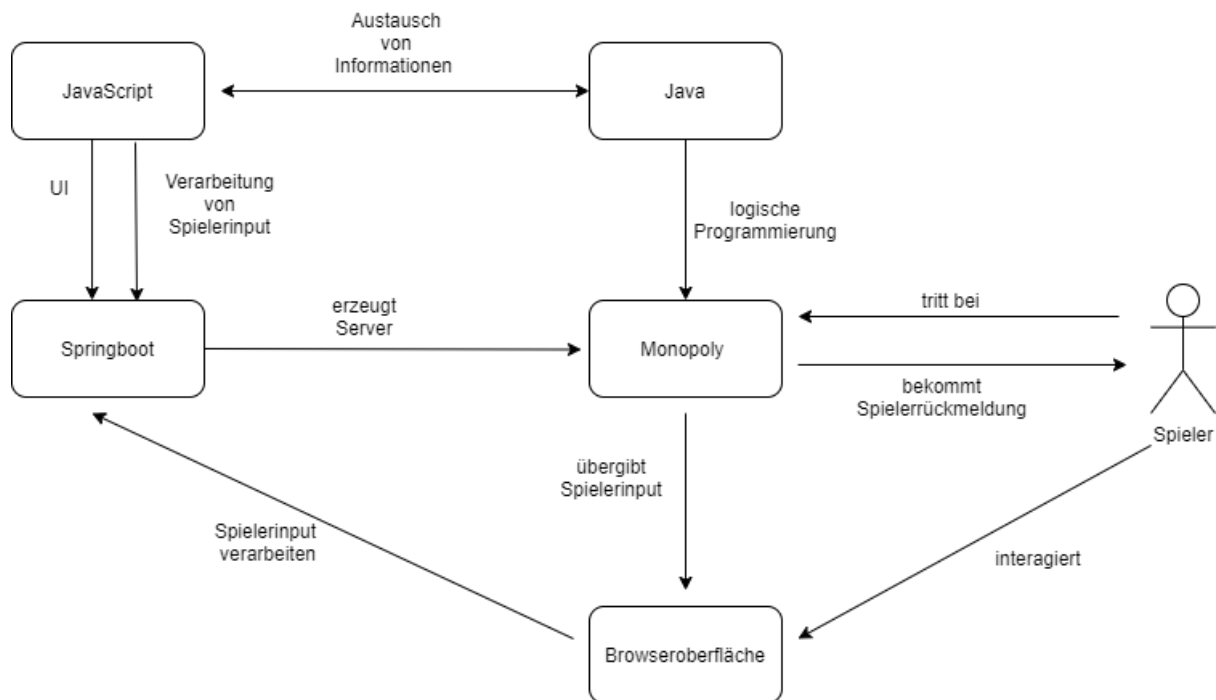 Austausch
von
Informationen
JavaScript
Java
UI
Verarbeitung
von
Spielerinput
logische
Programmierung
erzeugt
Server
tritt bei
Springboot
Monopoly
bekommt
Spielerrückmeldung
Spieler
übergibt
Spielerinput
Spielerinput
verarbeiten
interagiert
Browseroberfläche